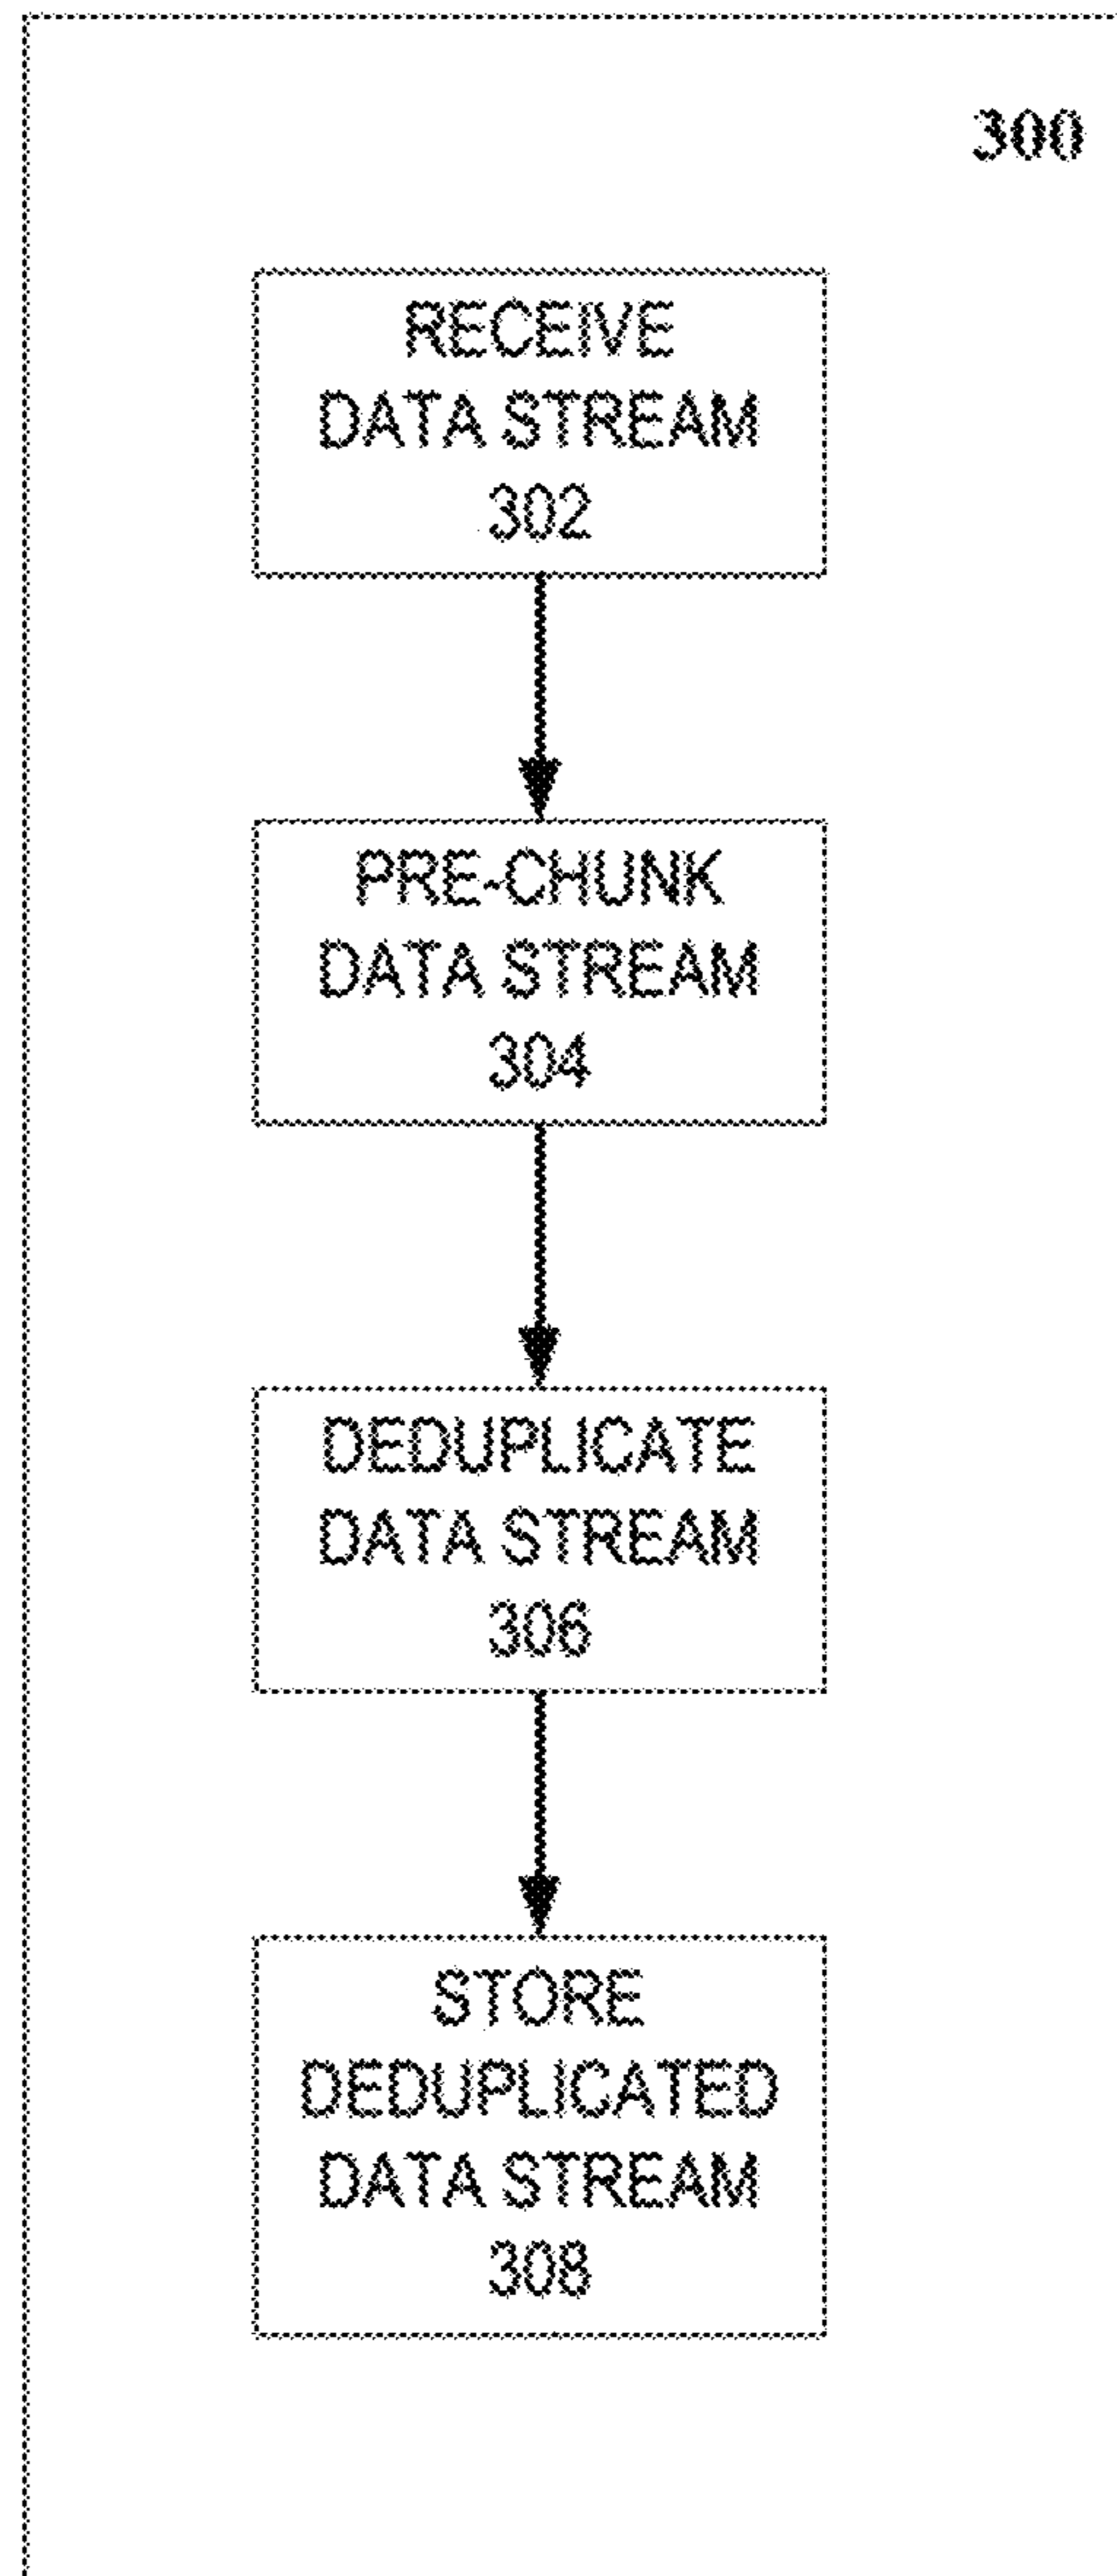 300
RECEIVE
DATA STREAM
302
PRE-CHUNK
DATA STREAM
304
DEDUPLICATE
DATA STREAM
306
STORE
DEDUPLICATED
DATA STREAM
308